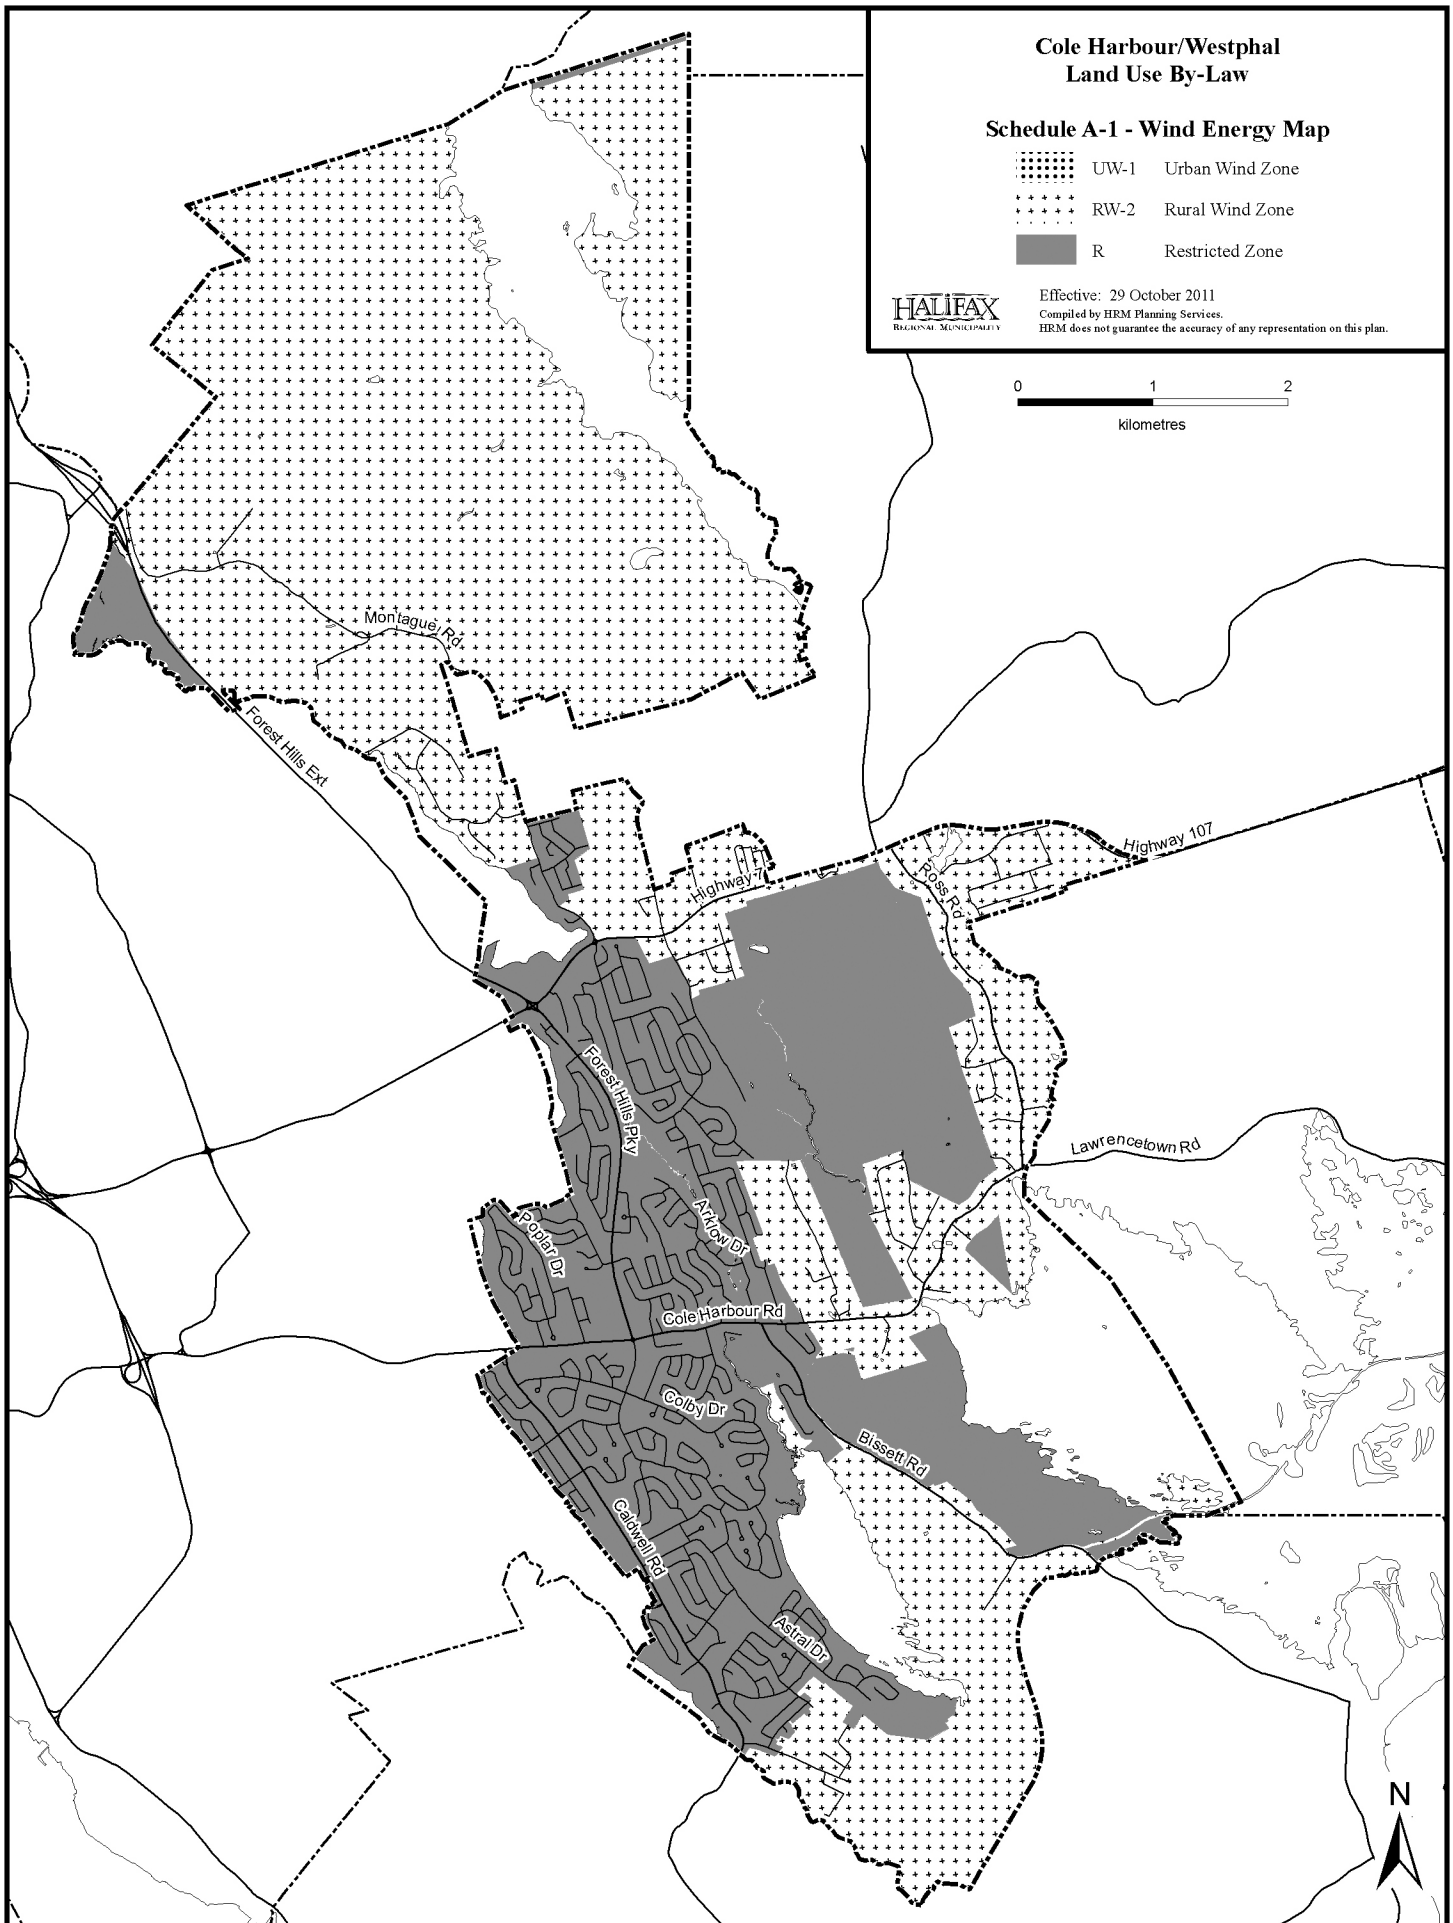 Cole Harbour/Westphal
Land Use By-Law
Schedule A-1 - Wind Energy Map
UW-1 Urban Wind Zone
RW-2 Rural Wind Zone
R Restricted Zone
HALIFAX
REGIONAL MUNICIPALITY
Effective: 29 October 2011
Compiled by HRM Planning Services.
HRM does not guarantee the accuracy of any representation on this plan.
0 1 2
kilometres
Montague Rd
Forest Hills Ext
Highway 107
Highway 7
Ross Rd
Forest Hills Pky
Lawrencetown Rd
Arklow Dr
Poplar Dr
Cole Harbour Rd
Colby Dr
Bissett Rd
Caldwell Rd
Astral Dr
N